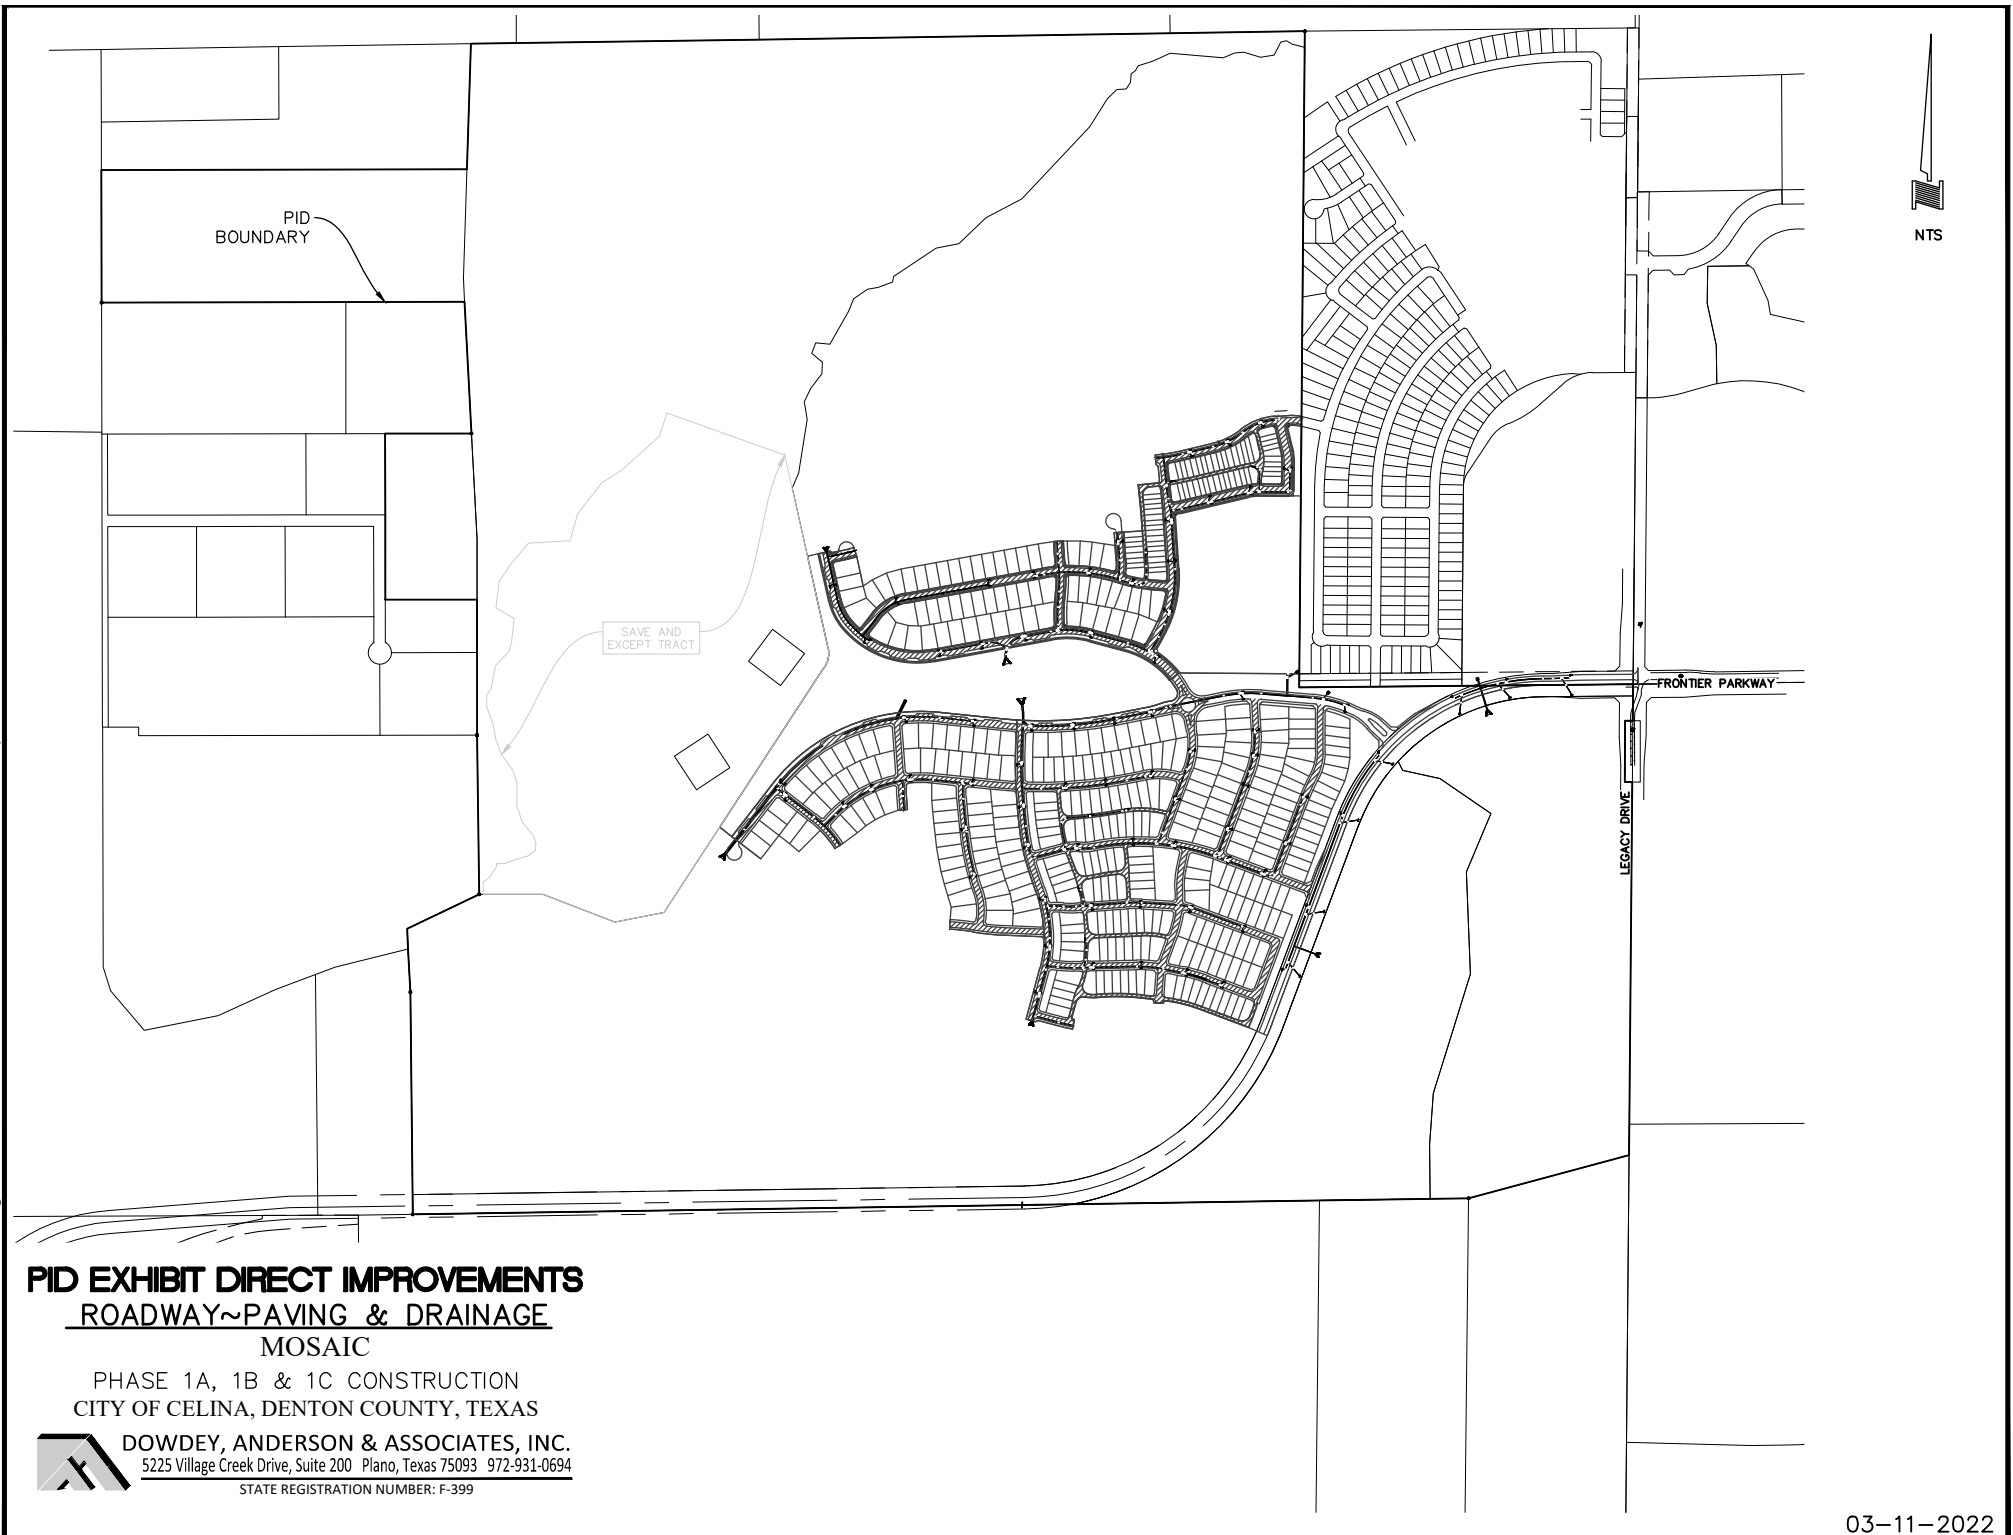 PID
BOUNDARY
NTS
SAVE AND
EXCEPT TRACT
FRONTIER PARKWAY
LEGACY DRIVE
PID EXHIBIT DIRECT IMPROVEMENTS
ROADWAY~PAVING & DRAINAGE
MOSAIC
PHASE 1A, 1B & 1C CONSTRUCTION
CITY OF CELINA, DENTON COUNTY, TEXAS
DOWDEY, ANDERSON & ASSOCIATES, INC.
5225 Village Creek Drive, Suite 200 Plano, Texas 75093 972-931-0694
STATE REGISTRATION NUMBER: F-399
03-11-2022